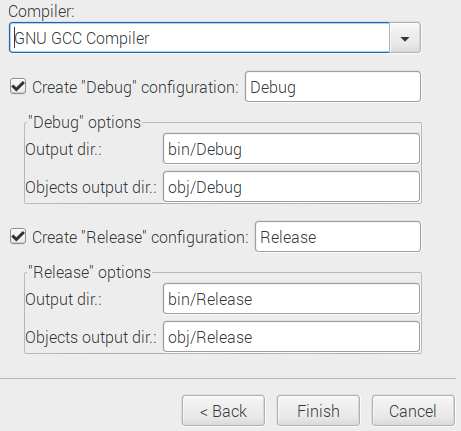 Compiler:
GNU GCC Compiler
Create "Debug" configuration: Debug
"Debug" options
Output dir.: bin/Debug
Objects output dir.: obj/Debug
Create "Release" configuration: Release
"Release" options
Output dir.: bin/Release
Objects output dir.: obj/Release
< Back Finish Cancel